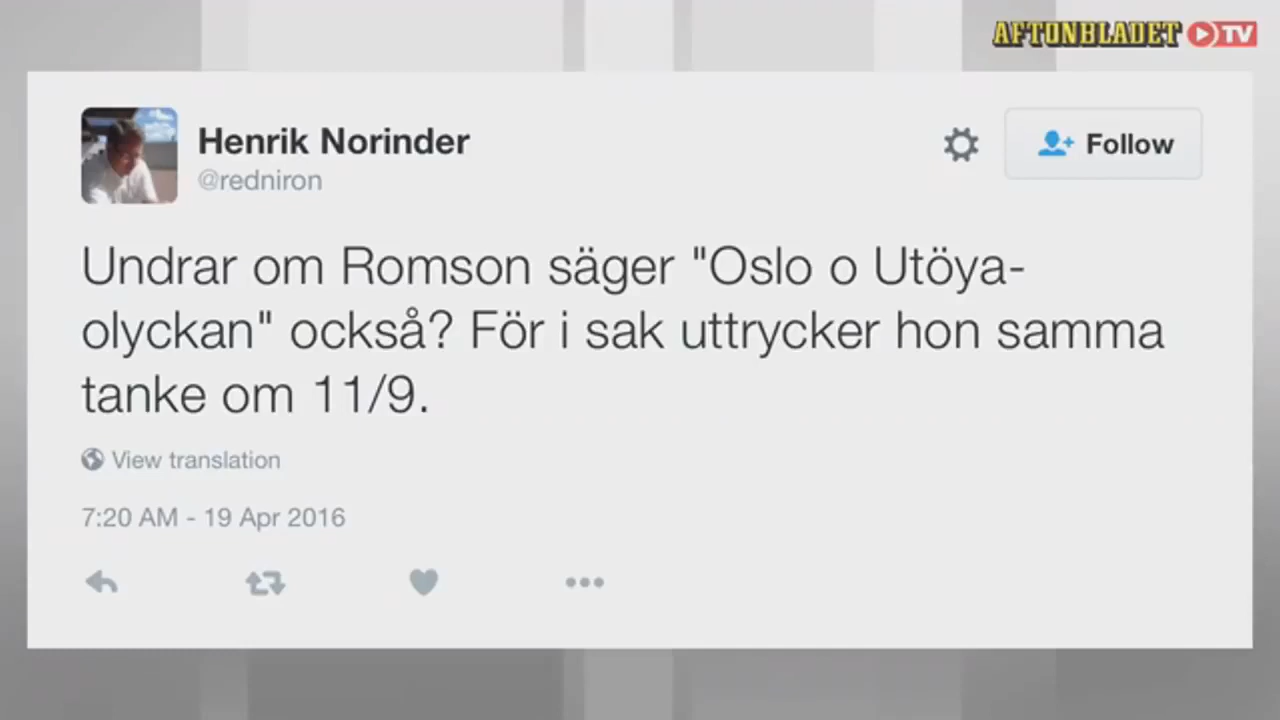 AFTONBLADET TV
Henrik Norinder
@redniron
Follow
Undrar om Romson säger "Oslo o Utöya-
olyckan" också? För i sak uttrycker hon samma
tanke om 11/9.
View translation
7:20 AM - 19 Apr 2016